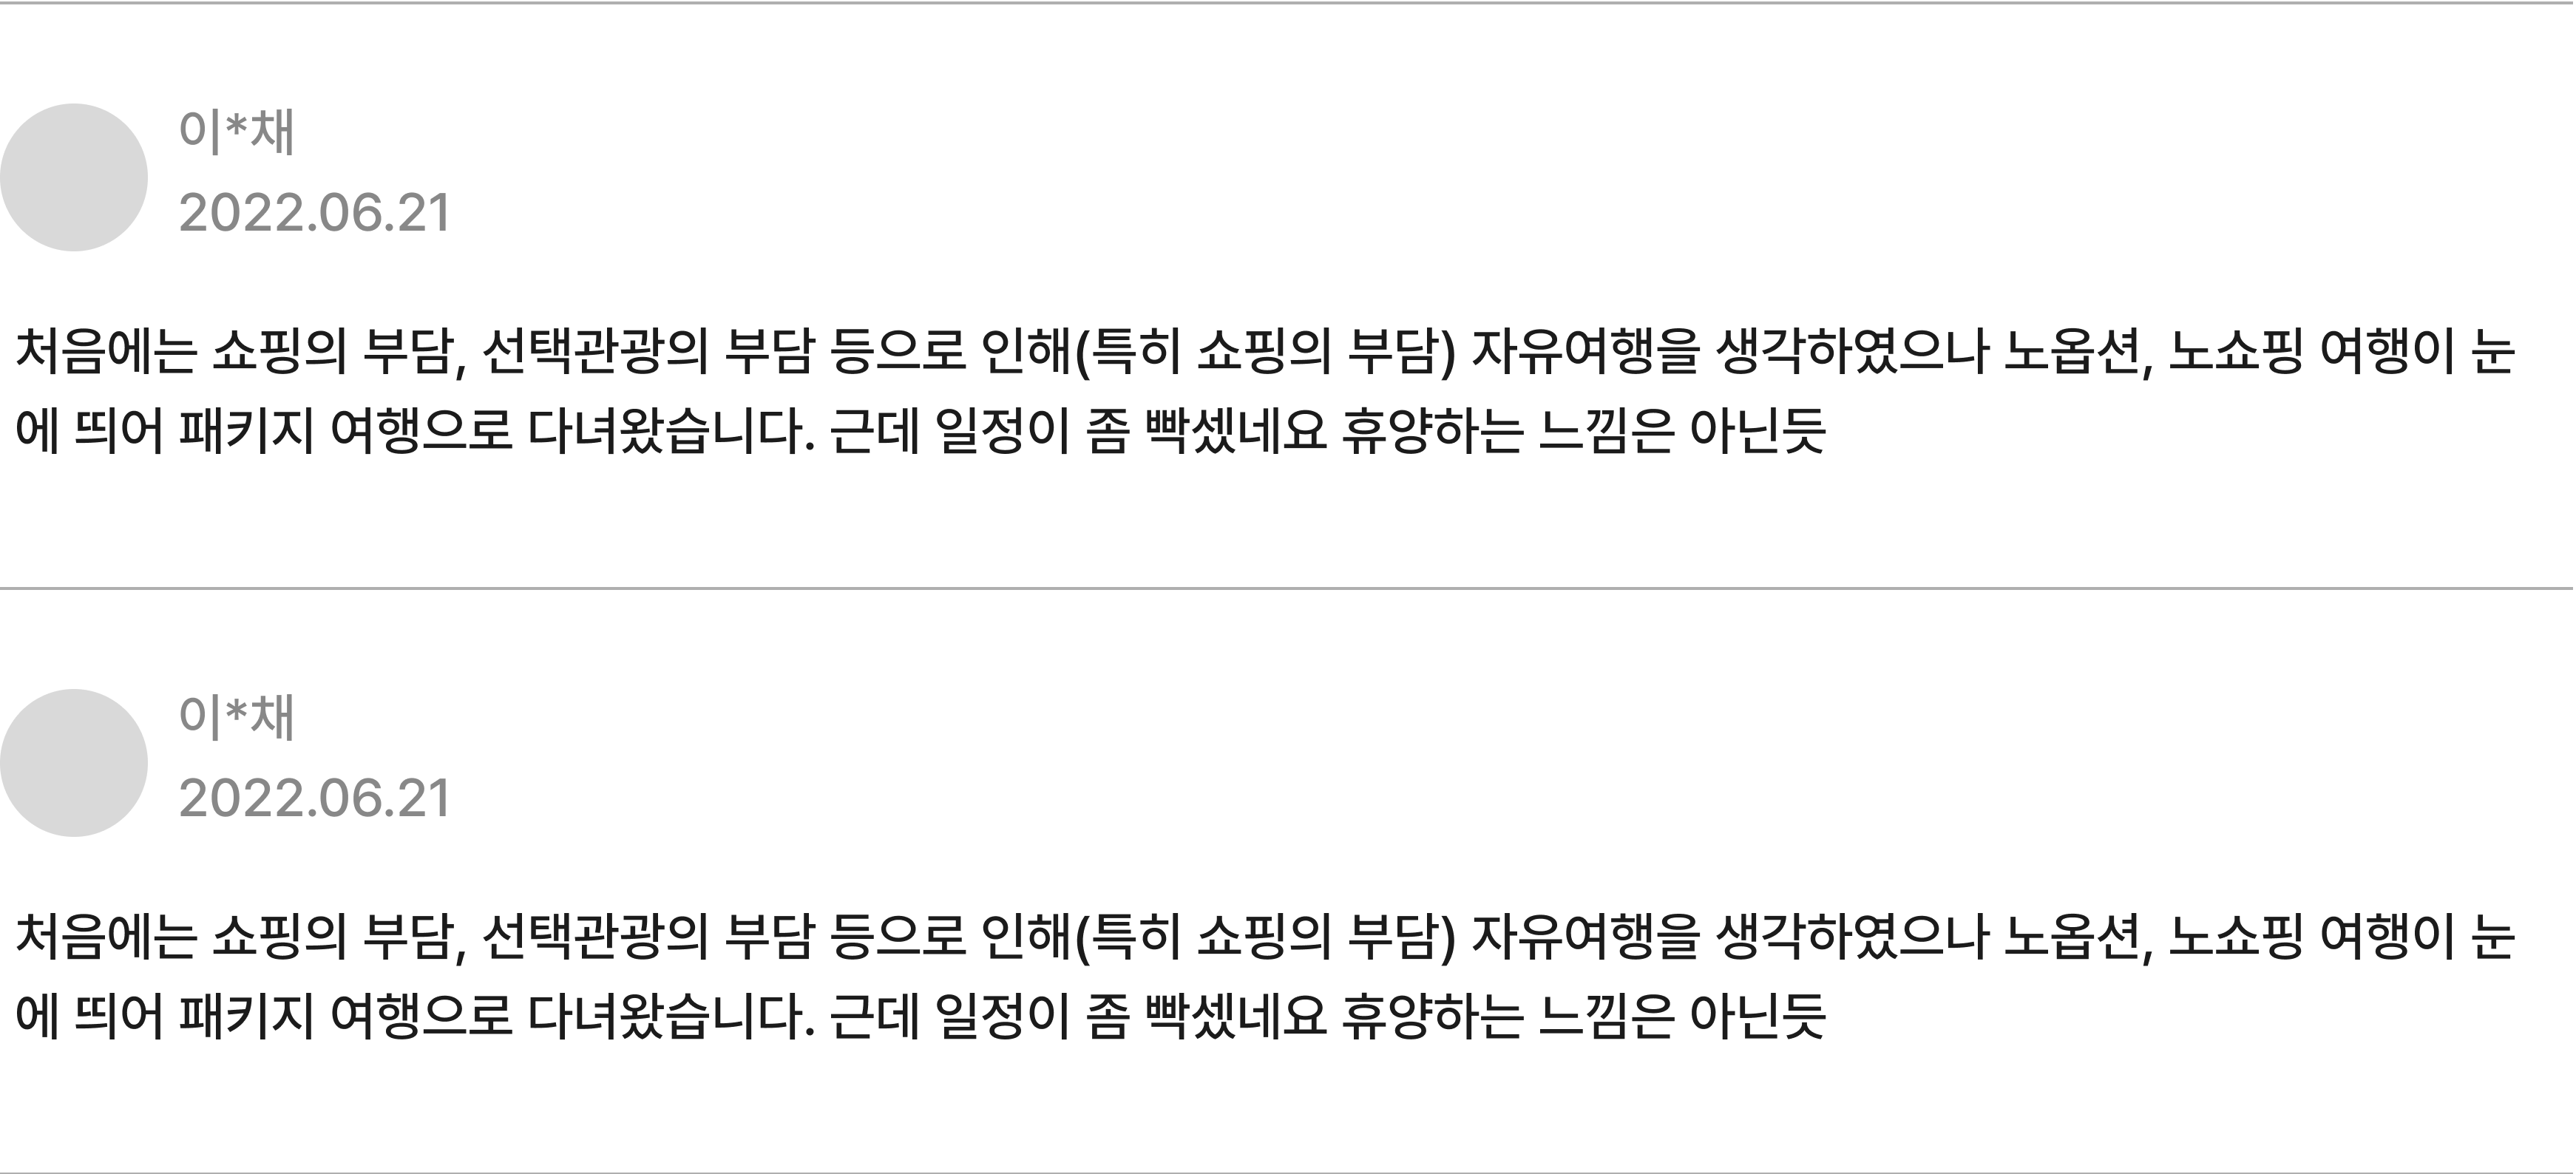 이*채
2022.06.21
처음에는 쇼핑의 부담, 선택관광의 부담 등으로 인해(특히 쇼핑의 부담) 자유여행을 생각하였으나 노옵션, 노쇼핑 여행이 눈
에 띄어 패키지 여행으로 다녀왔습니다. 근데 일정이 좀 빡셌네요 휴양하는 느낌은 아닌듯
이*채
2022.06.21
처음에는 쇼핑의 부담, 선택관광의 부담 등으로 인해(특히 쇼핑의 부담) 자유여행을 생각하였으나 노옵션, 노쇼핑 여행이 눈
에 띄어 패키지 여행으로 다녀왔습니다. 근데 일정이 좀 빡셌네요 휴양하는 느낌은 아닌듯